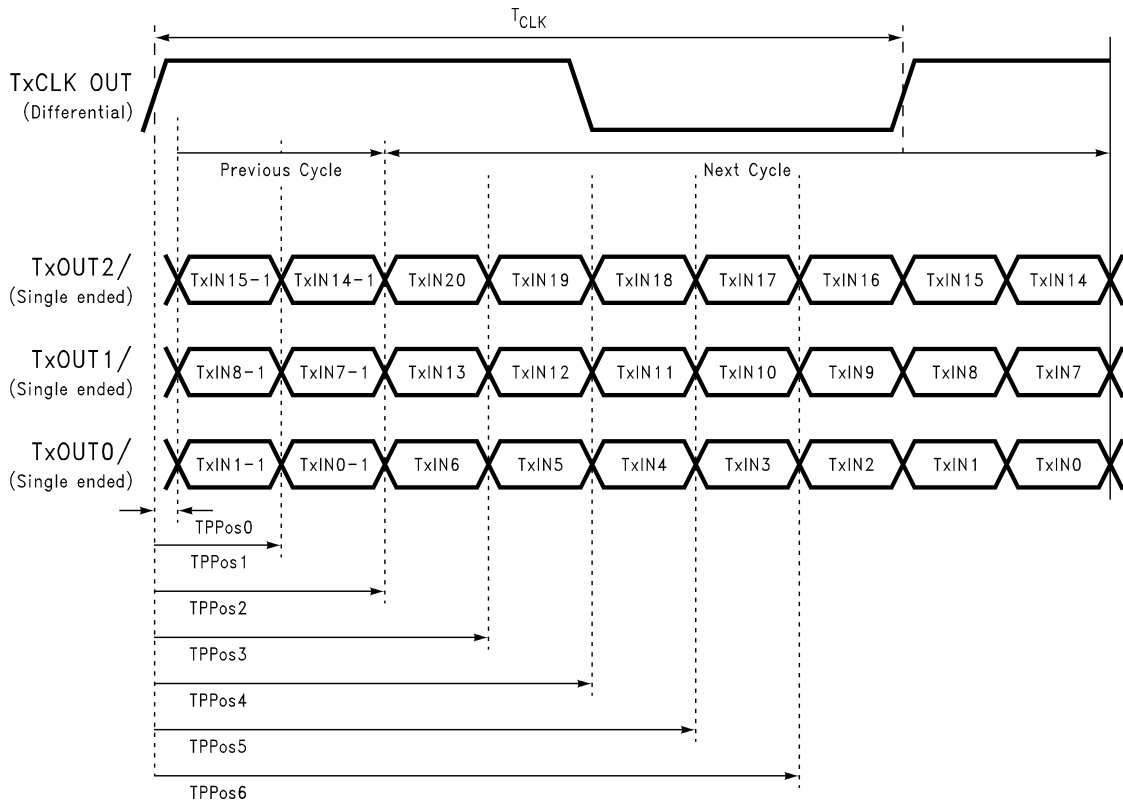 TCLK
TxCLK OUT
(Differential)
Previous Cycle
Next Cycle
TxOUT2/
(Single ended)
TxIN15-1 TxIN14-1 TxIN20 TxIN19 TxIN18 TxIN17 TxIN16 TxIN15 TxIN14
TxOUT1/
(Single ended)
TxIN8-1 TxIN7-1 TxIN13 TxIN12 TxIN11 TxIN10 TxIN9 TxIN8 TxIN7
TxOUT0/
(Single ended)
TxIN1-1 TxIN0-1 TxIN6 TxIN5 TxIN4 TxIN3 TxIN2 TxIN1 TxIN0
TPPos0
TPPos1
TPPos2
TPPos3
TPPos4
TPPos5
TPPos6